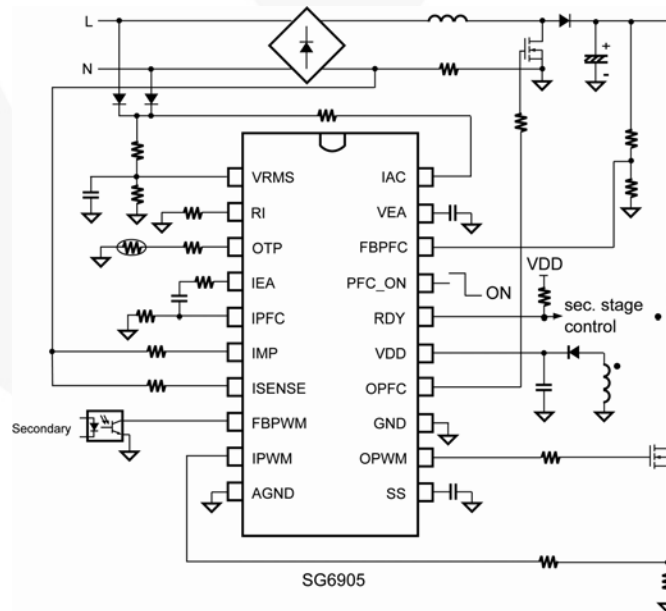 L
+
-
N
VRMS IAC
RI VEA
OTP FBPFC
VDD
IEA PFC_ON ON
IPFC RDY sec. stage
control
IMP VDD
ISENSE OPFC
Secondary FBPWM GND
IPWM OPWM
AGND SS
SG6905